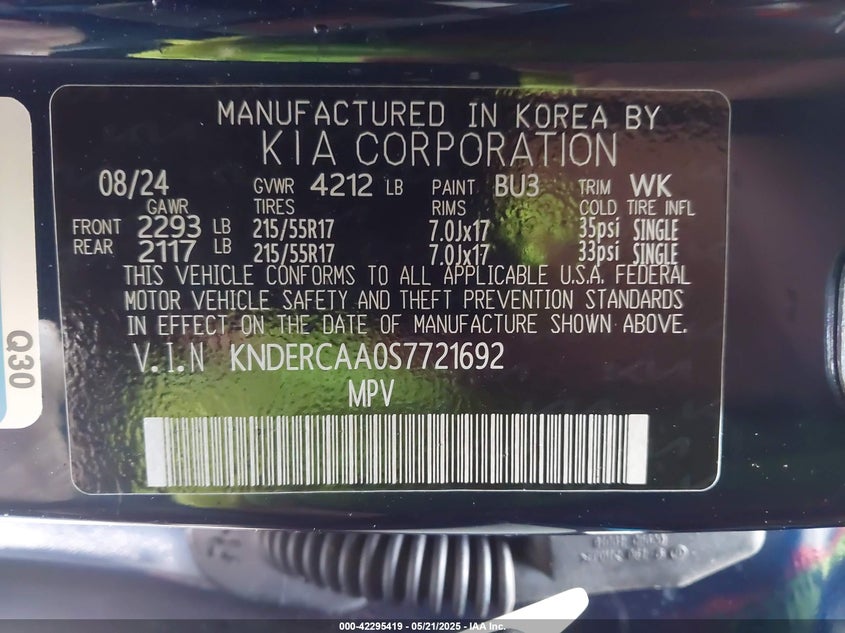 MANUFACTURED IN KOREA BY
KIA CORPORATION
08/24 GVWR 4212 LB PAINT BU3 TRIM WK
GAWR TIRES RIMS COLD TIRE INFL
FRONT 2293 LB 215/55R17 7.0Jx17 35psi SINGLE
REAR 2117 LB 215/55R17 7.0Jx17 33psi SINGLE
THIS VEHICLE CONFORMS TO ALL APPLICABLE U.S.A. FEDERAL
MOTOR VEHICLE SAFETY AND THEFT PREVENTION STANDARDS
IN EFFECT ON THE DATE OF MANUFACTURE SHOWN ABOVE.
V.I.N KNDERCAA0S7721692
MPV
Q30
000-42295419 - 05/21/2025 - IAA Inc.